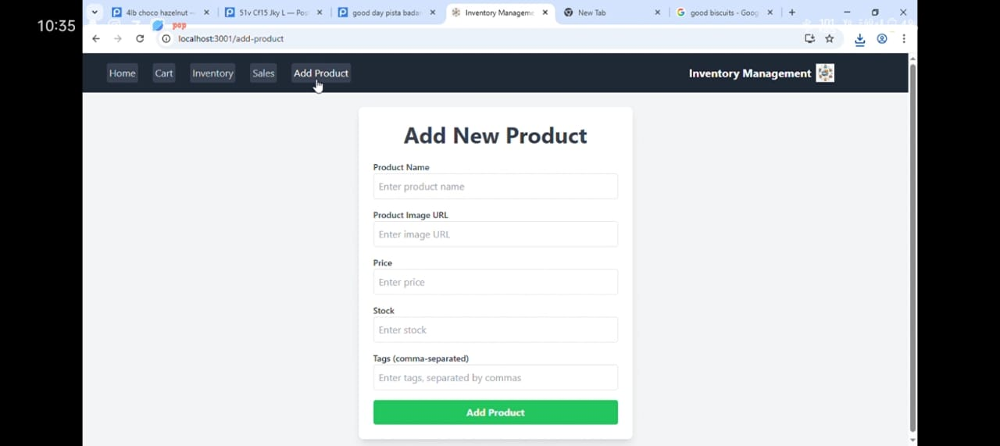 10:35
pop
4lb choco hazelnut —
51v Cf15 Jky L — Pos
good day pista badar
Inventory Manageme
New Tab
good biscuits - Goog
localhost:3001/add-product
Home
Cart
Inventory
Sales
Add Product
Inventory Management
Add New Product
Product Name
Enter product name
Product Image URL
Enter image URL
Price
Enter price
Stock
Enter stock
Tags (comma-separated)
Enter tags, separated by commas
Add Product